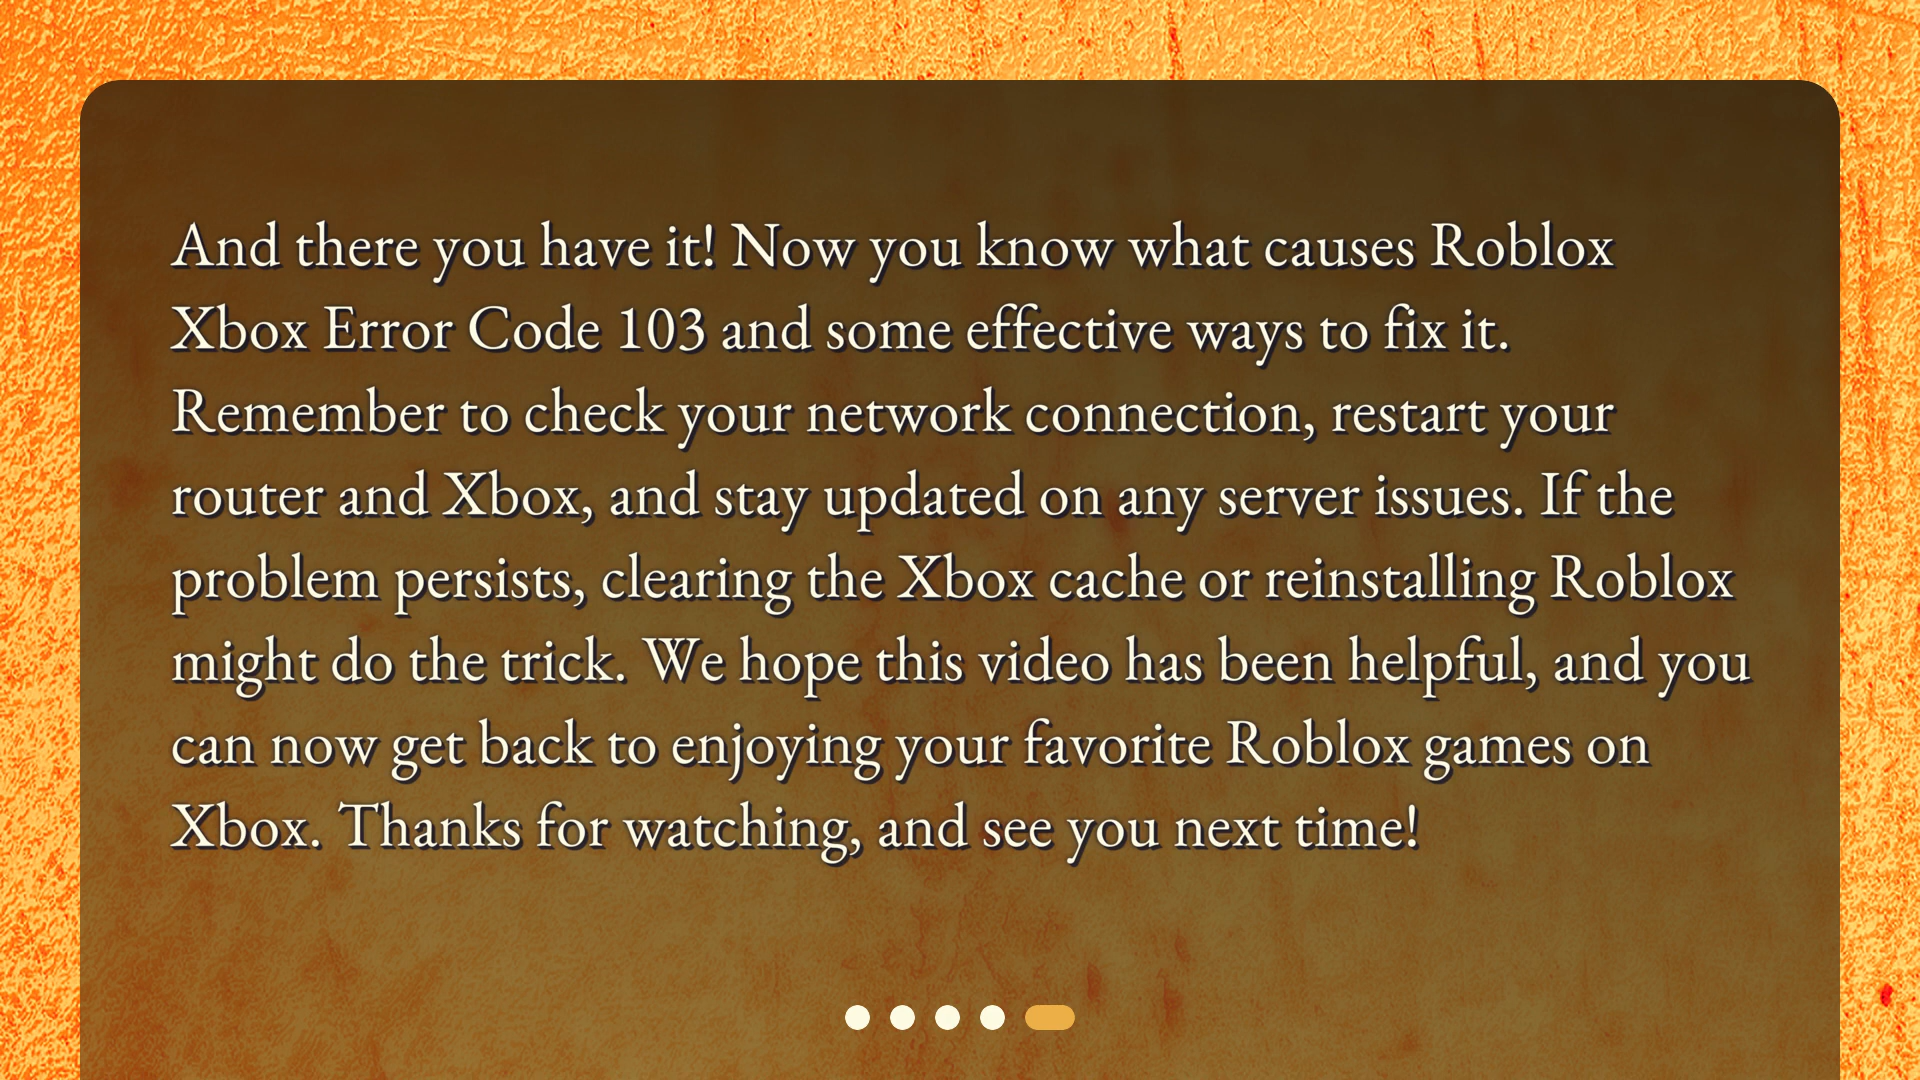 And there you have it! Now you know what causes Roblox
Xbox Error Code 103 and some effective ways to fix it.
Remember to check your network connection, restart your
router and Xbox, and stay updated on any server issues. If the
problem persists, clearing the Xbox cache or reinstalling Roblox
might do the trick. We hope this video has been helpful, and you
can now get back to enjoying your favorite Roblox games on
Xbox. Thanks for watching, and see you next time!